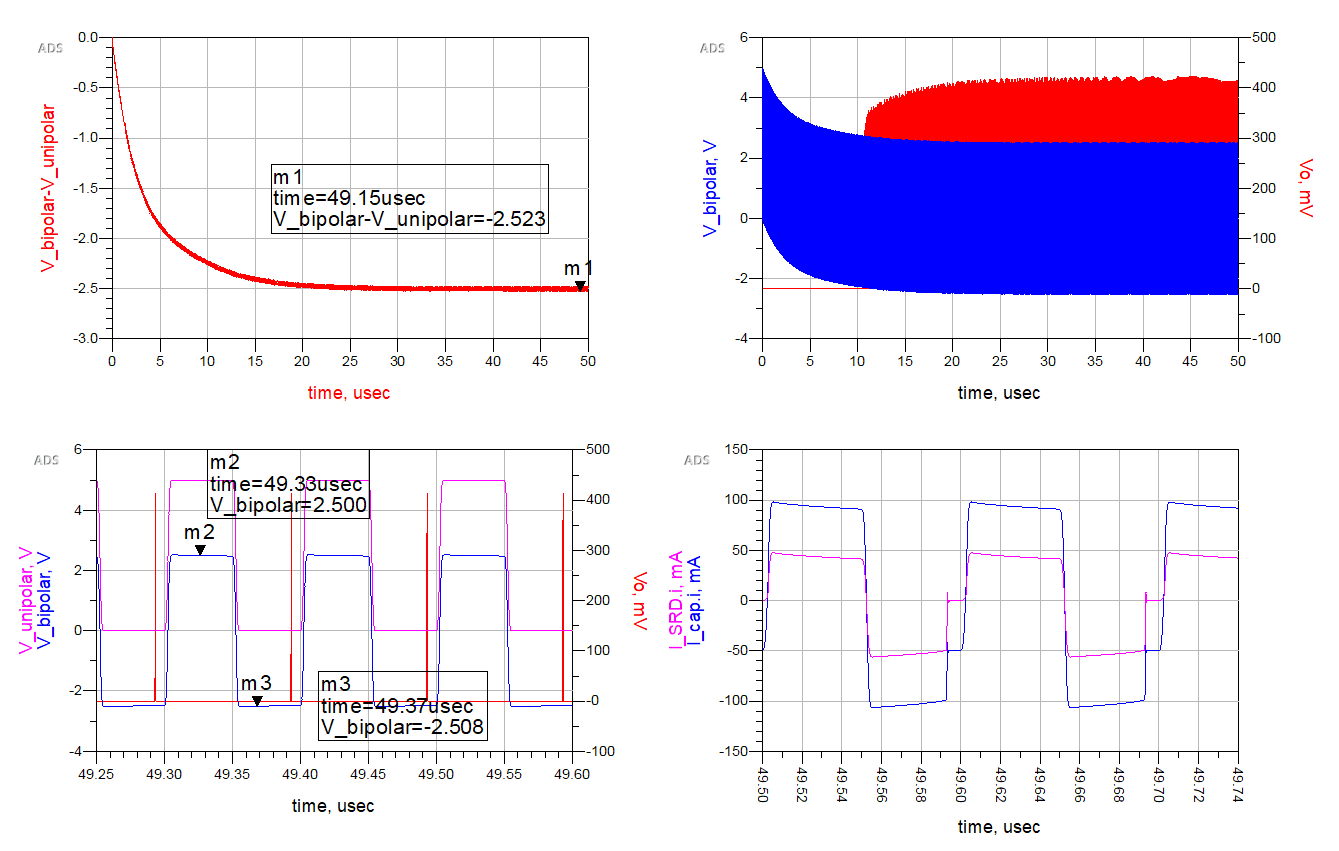 ADS
0.0
-0.5
-1.0
-1.5
-2.0
-2.5
-3.0
V_bipolar-V_unipolar
m1
time=49.15usec
V_bipolar-V_unipolar=-2.523
m1
0 5 10 15 20 25 30 35 40 45 50
time, usec
ADS
6
4
2
0
-2
-4
V_bipolar, V
500
400
300
200
100
0
-100
Vo, mV
0 5 10 15 20 25 30 35 40 45 50
time, usec
ADS
6
4
2
0
-2
-4
V_unipolar, V
V_bipolar, V
m2
time=49.33usec
V_bipolar=2.500
m2
m3
m3
time=49.37usec
V_bipolar=-2.508
500
400
300
200
100
-0
-100
Vo, mV
49.25 49.30 49.35 49.40 49.45 49.50 49.55 49.60
time, usec
ADS
150
100
50
0
-50
-100
-150
I_SRD.i, mA
I_cap.i, mA
49.50 49.52 49.54 49.56 49.58 49.60 49.62 49.64 49.66 49.68 49.70 49.72 49.74
time, usec